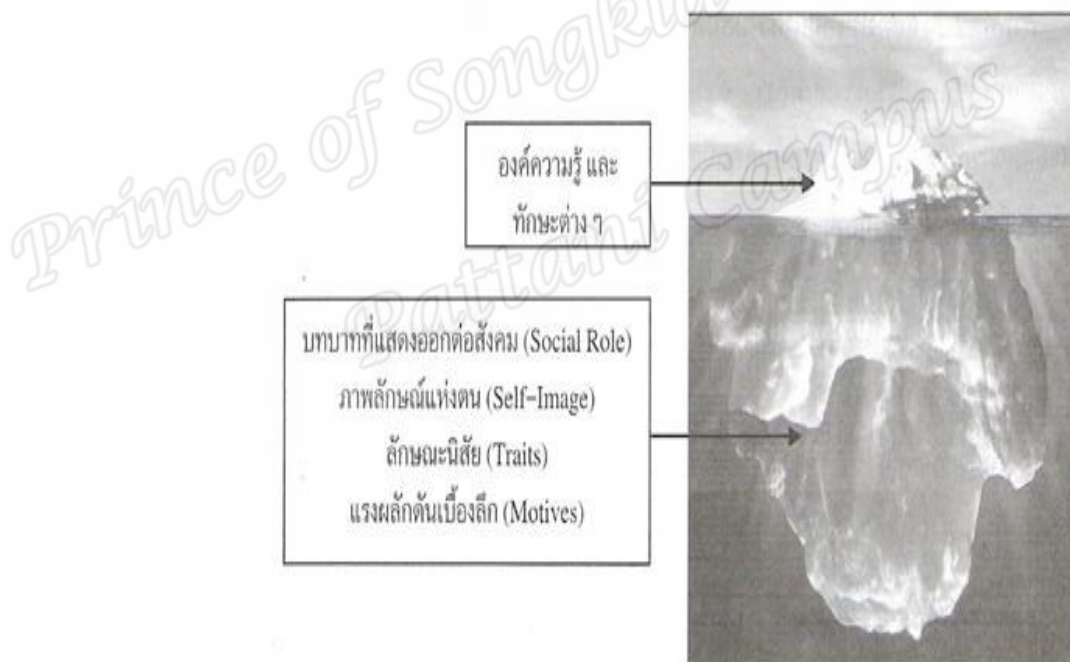 Prince of Songkla
Pattani Campus
องค์ความรู้ และ
ทักษะต่าง ๆ
บทบาทที่แสดงออกต่อสังคม (Social Role)
ภาพลักษณ์แห่งตน (Self-Image)
ลักษณะนิสัย (Traits)
แรงผลักดันเบื้องลึก (Motives)